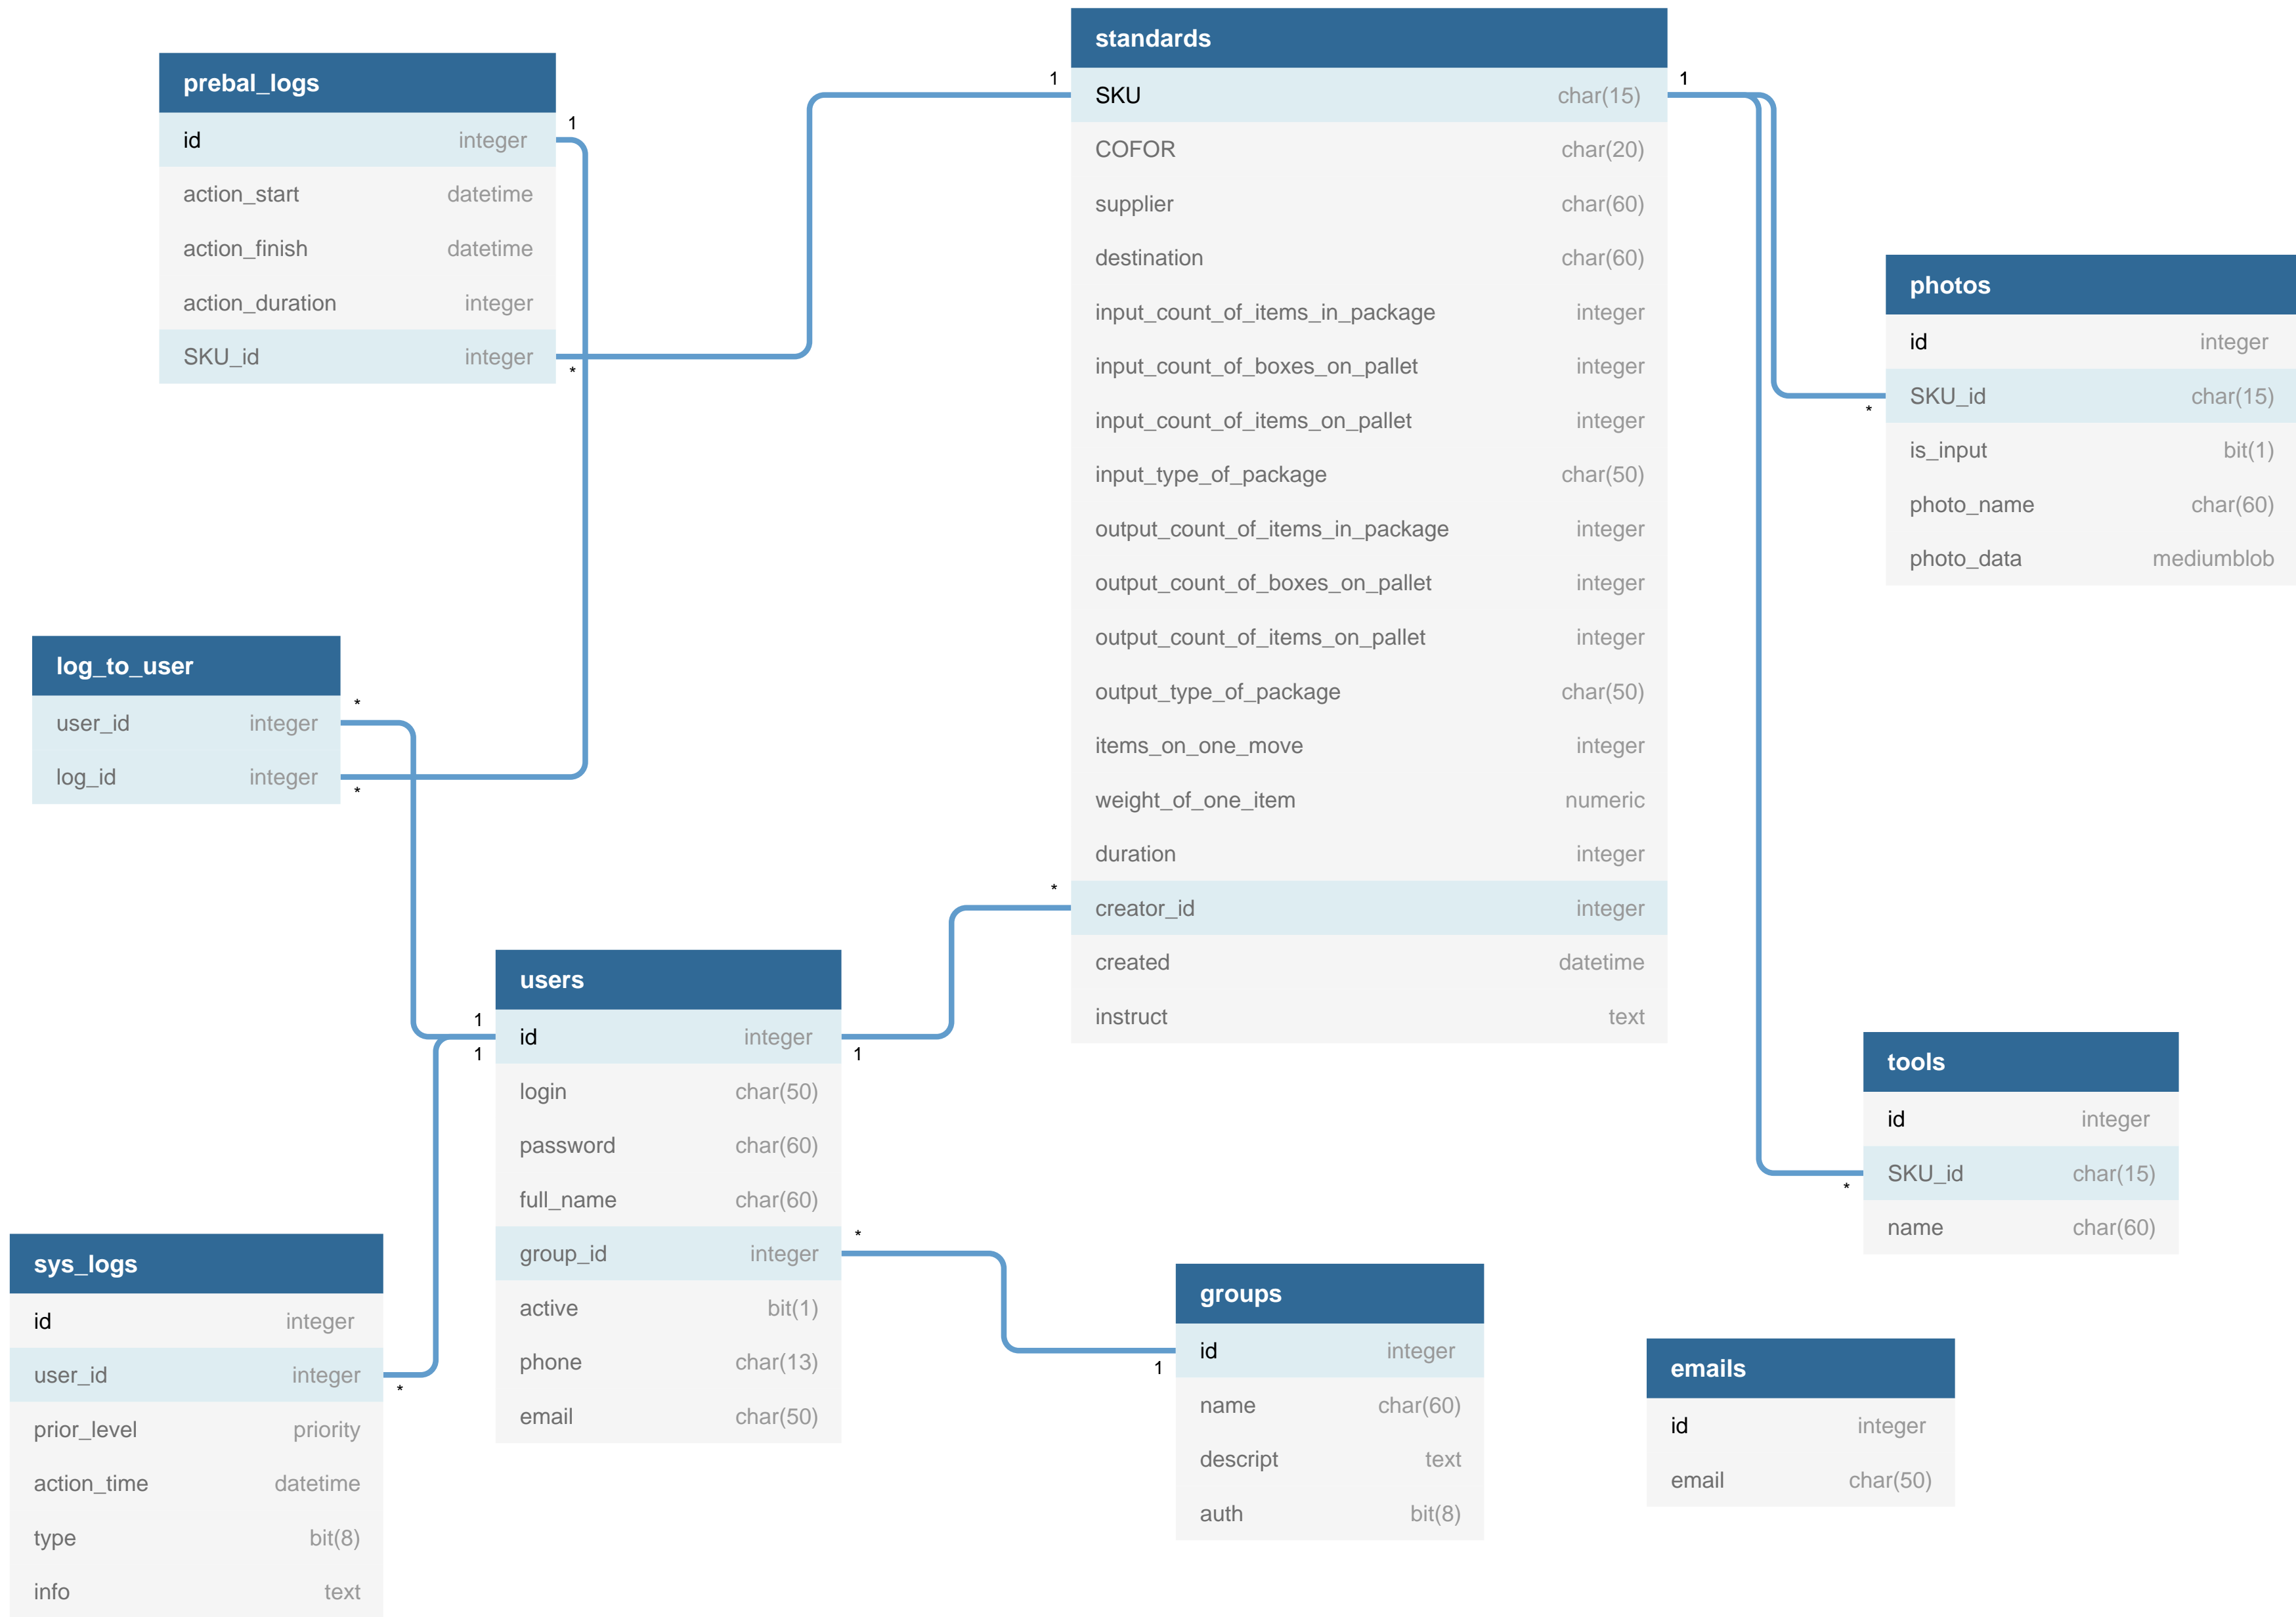 prebal_logs
id integer
action_start datetime
action_finish datetime
action_duration integer
SKU_id integer
1
*
standards
SKU char(15)
COFOR char(20)
supplier char(60)
destination char(60)
input_count_of_items_in_package integer
input_count_of_boxes_on_pallet integer
input_count_of_items_on_pallet integer
input_type_of_package char(50)
output_count_of_items_in_package integer
output_count_of_boxes_on_pallet integer
output_count_of_items_on_pallet integer
output_type_of_package char(50)
items_on_one_move integer
weight_of_one_item numeric
duration integer
creator_id integer
created datetime
instruct text
1
1
*
photos
id integer
SKU_id char(15)
is_input bit(1)
photo_name char(60)
photo_data mediumblob
*
log_to_user
user_id integer
log_id integer
*
*
users
id integer
login char(50)
password char(60)
full_name char(60)
group_id integer
active bit(1)
phone char(13)
email char(50)
1
1
1
*
tools
id integer
SKU_id char(15)
name char(60)
*
sys_logs
id integer
user_id integer
prior_level priority
action_time datetime
type bit(8)
info text
*
groups
id integer
name char(60)
descript text
auth bit(8)
1
emails
id integer
email char(50)